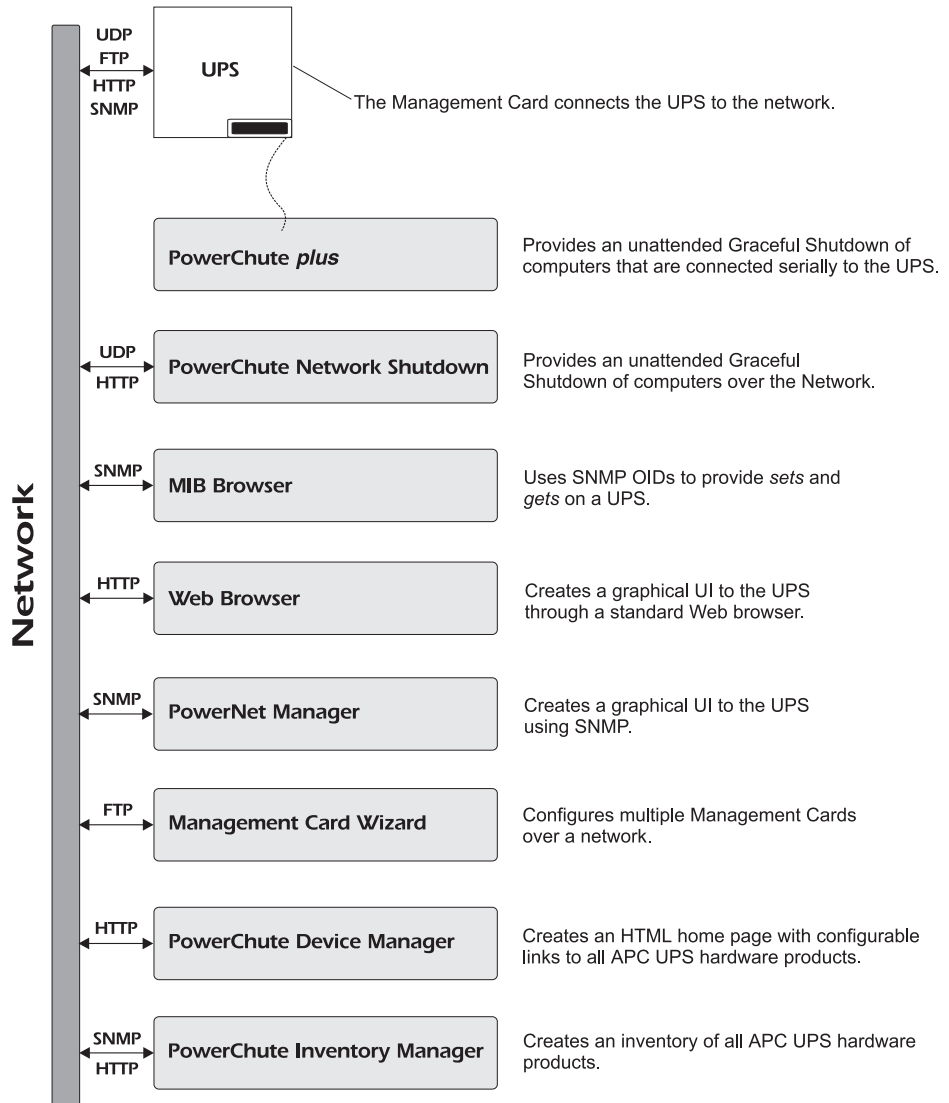 UDP
FTP
HTTP
SNMP
UPS
The Management Card connects the UPS to the network.
PowerChute plus
Provides an unattended Graceful Shutdown of
computers that are connected serially to the UPS.
UDP
HTTP
PowerChute Network Shutdown
Provides an unattended Graceful
Shutdown of computers over the Network.
Network
SNMP
MIB Browser
Uses SNMP OIDs to provide sets and
gets on a UPS.
HTTP
Web Browser
Creates a graphical UI to the UPS
through a standard Web browser.
SNMP
PowerNet Manager
Creates a graphical UI to the UPS
using SNMP.
FTP
Management Card Wizard
Configures multiple Management Cards
over a network.
HTTP
PowerChute Device Manager
Creates an HTML home page with configurable
links to all APC UPS hardware products.
SNMP
HTTP
PowerChute Inventory Manager
Creates an inventory of all APC UPS hardware
products.